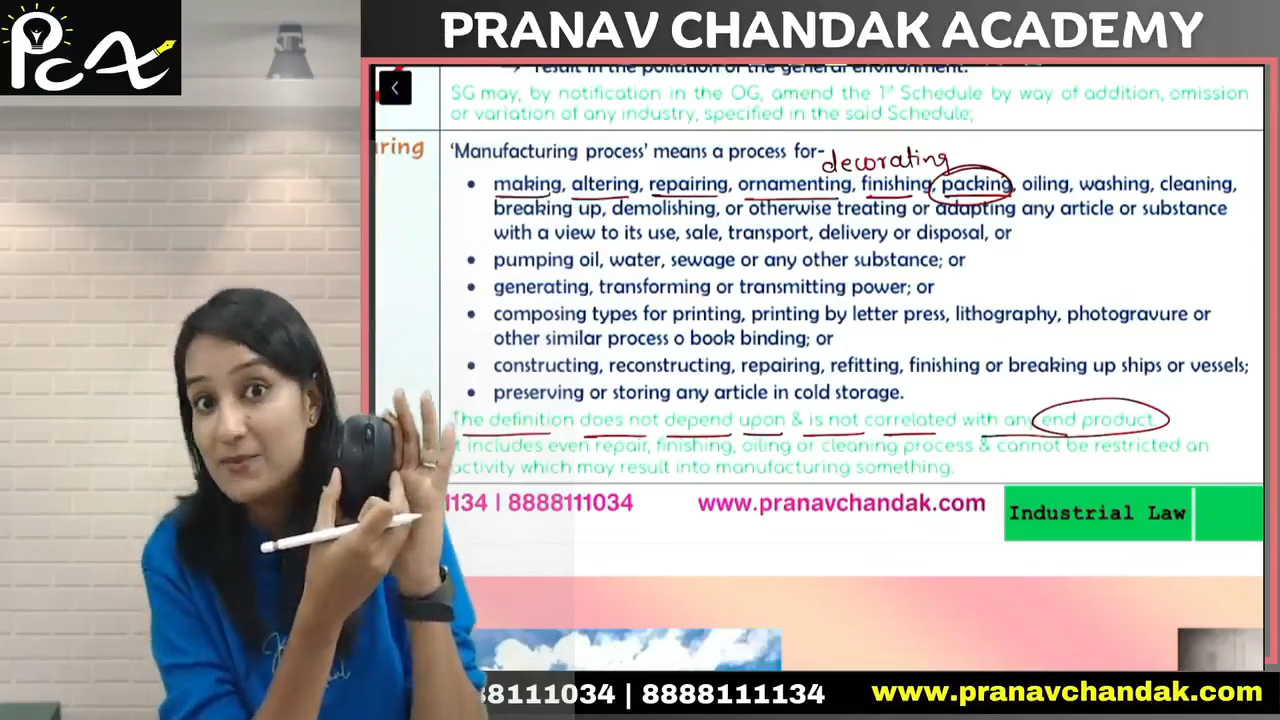 PCA
PRANAV CHANDAK ACADEMY
result in the pollution of the general environment.
SG may, by notification in the OG, amend the 1st Schedule by way of addition, omission
or variation of any industry, specified in the said Schedule;
uring
'Manufacturing process' means a process for-
decorating
• making, altering, repairing, ornamenting, finishing, packing, oiling, washing, cleaning,
breaking up, demolishing, or otherwise treating or adapting any article or substance
with a view to its use, sale, transport, delivery or disposal, or
• pumping oil, water, sewage or any other substance; or
• generating, transforming or transmitting power; or
• composing types for printing, printing by letter press, lithography, photogravure or
other similar process o book binding; or
• constructing, reconstructing, repairing, refitting, finishing or breaking up ships or vessels;
• preserving or storing any article in cold storage.
The definition does not depend upon & is not correlated with any end product.
t includes even repair, finishing, oiling or cleaning process & cannot be restricted an
activity which may result into manufacturing something.
1134 | 8888111034
www.pranavchandak.com
Industrial Law
88111034 | 8888111134
www.pranavchandak.com